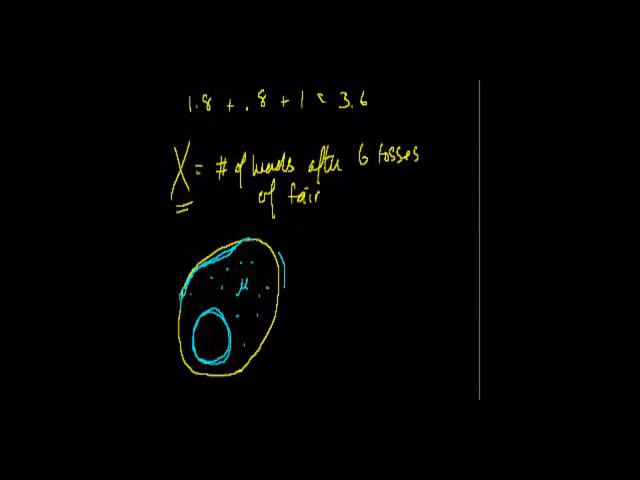 1.8 + .8 + 1 = 3.6
X = # of heads after 6 tosses
of fair
μ